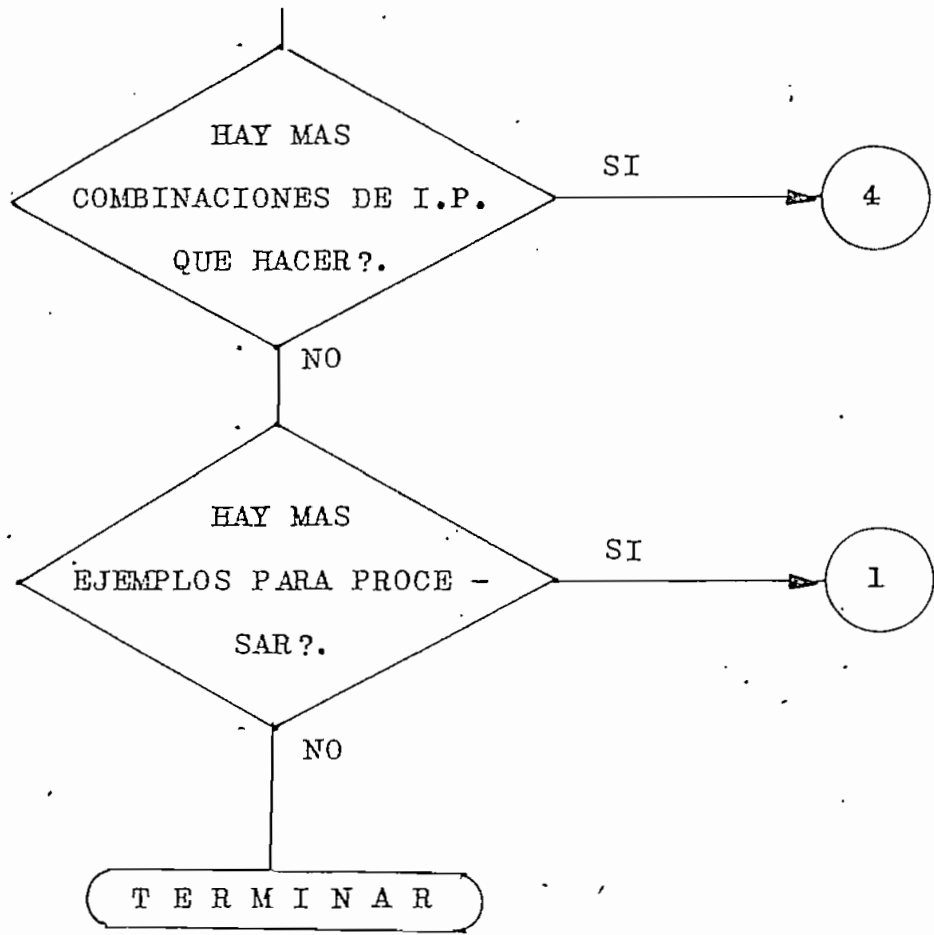 HAY MAS
COMBINACIONES DE I.P.
QUE HACER?.
SI
4
NO
HAY MAS
EJEMPLOS PARA PROCE -
SAR?.
SI
1
NO
T E R M I N A R